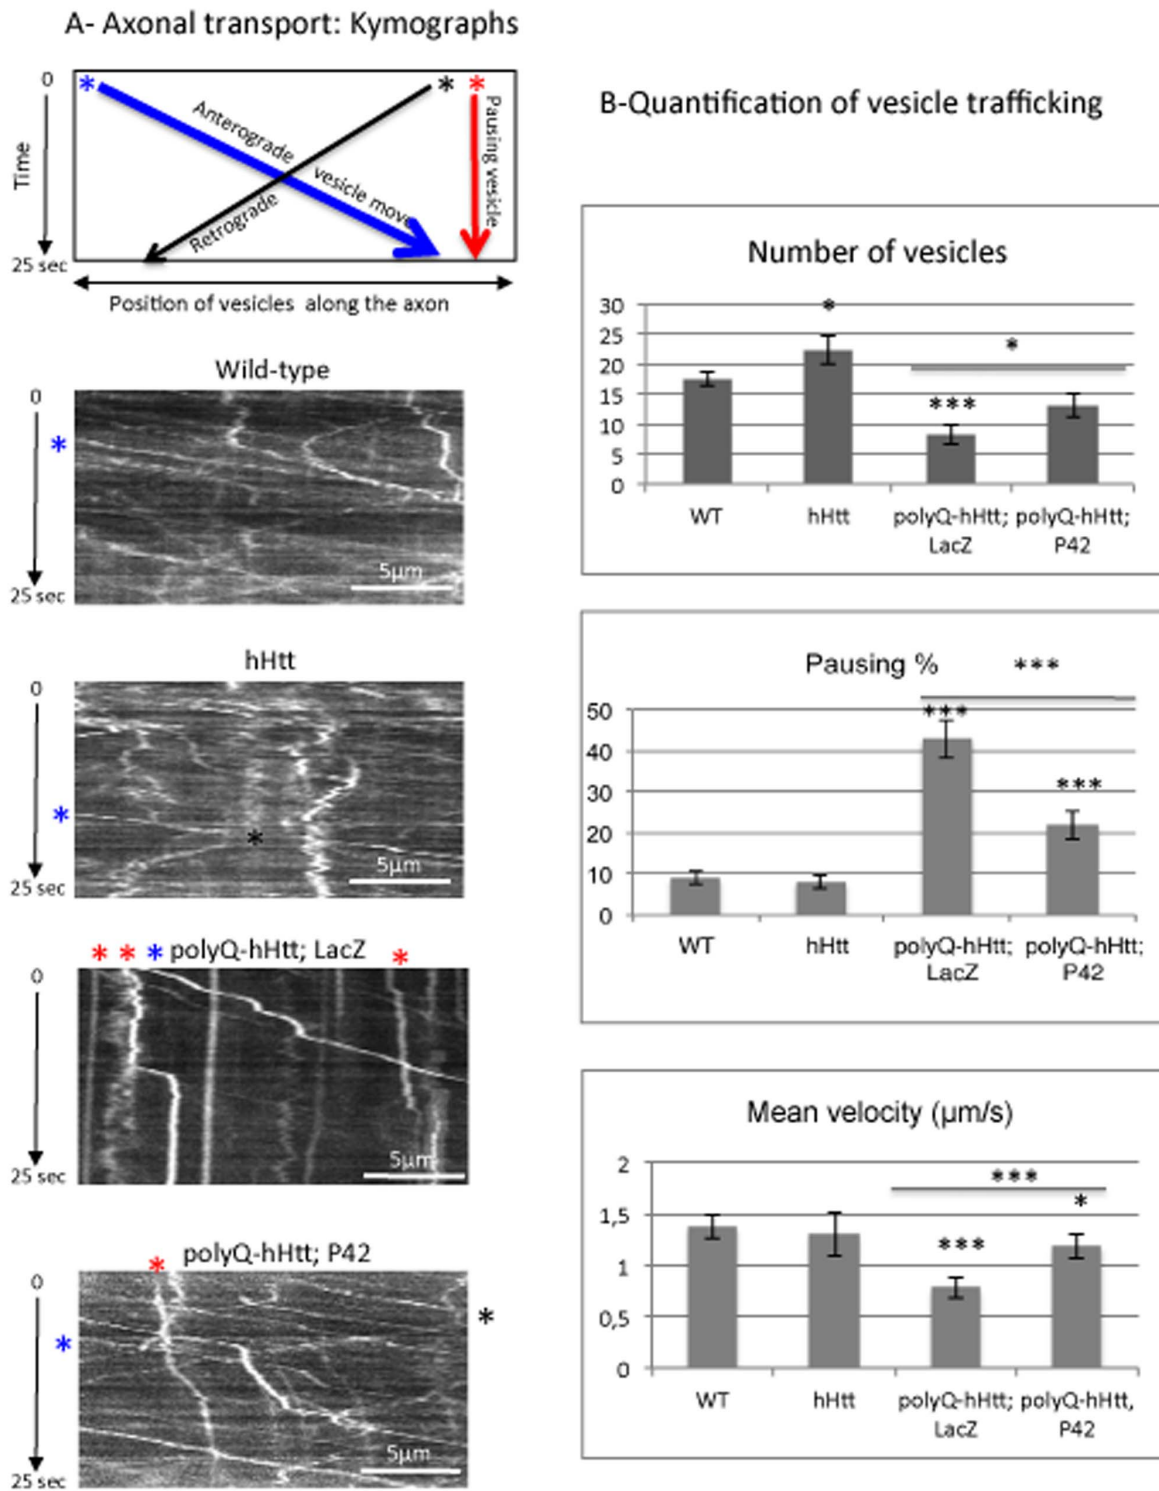 A- Axonal transport: Kymographs
0
* * *
Time
Anterograde vesicle move
Retrograde
Pausing vesicle
25 sec
Position of vesicles along the axon
Wild-type
0
*
5µm
25 sec
hHtt
0
*
*
5µm
25 sec
* * * polyQ-hHtt; LacZ *
0
5µm
25 sec
polyQ-hHtt; P42
*
0
*
*
5µm
25 sec
B-Quantification of vesicle trafficking
Number of vesicles
30
25
20
15
10
5
0
*
***
*
WT
hHtt
polyQ-hHtt;
LacZ
polyQ-hHtt;
P42
Pausing %
***
50
40
30
20
10
0
***
***
WT
hHtt
polyQ-hHtt;
LacZ
polyQ-hHtt;
P42
Mean velocity (µm/s)
2
1,5
1
0,5
0
***
***
*
WT
hHtt
polyQ-hHtt;
LacZ
polyQ-hHtt,
P42